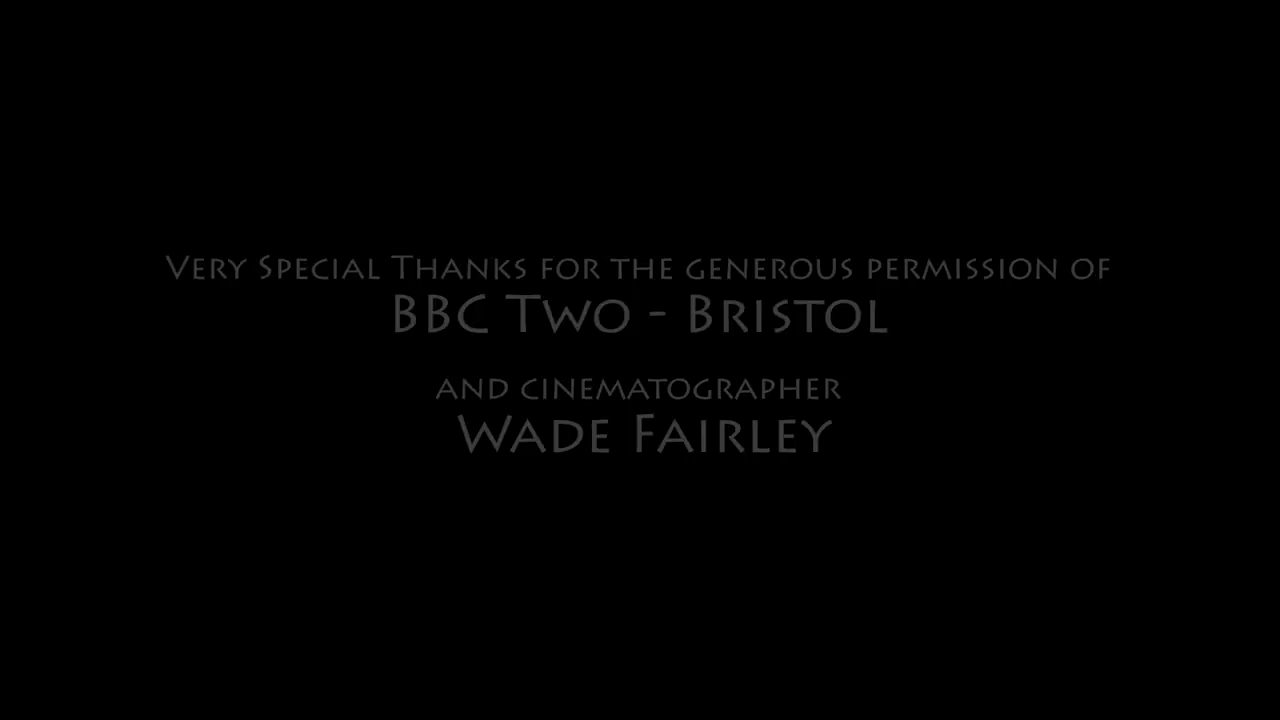 Very Special Thanks for the generous permission of
BBC Two - Bristol
and cinematographer
Wade Fairley